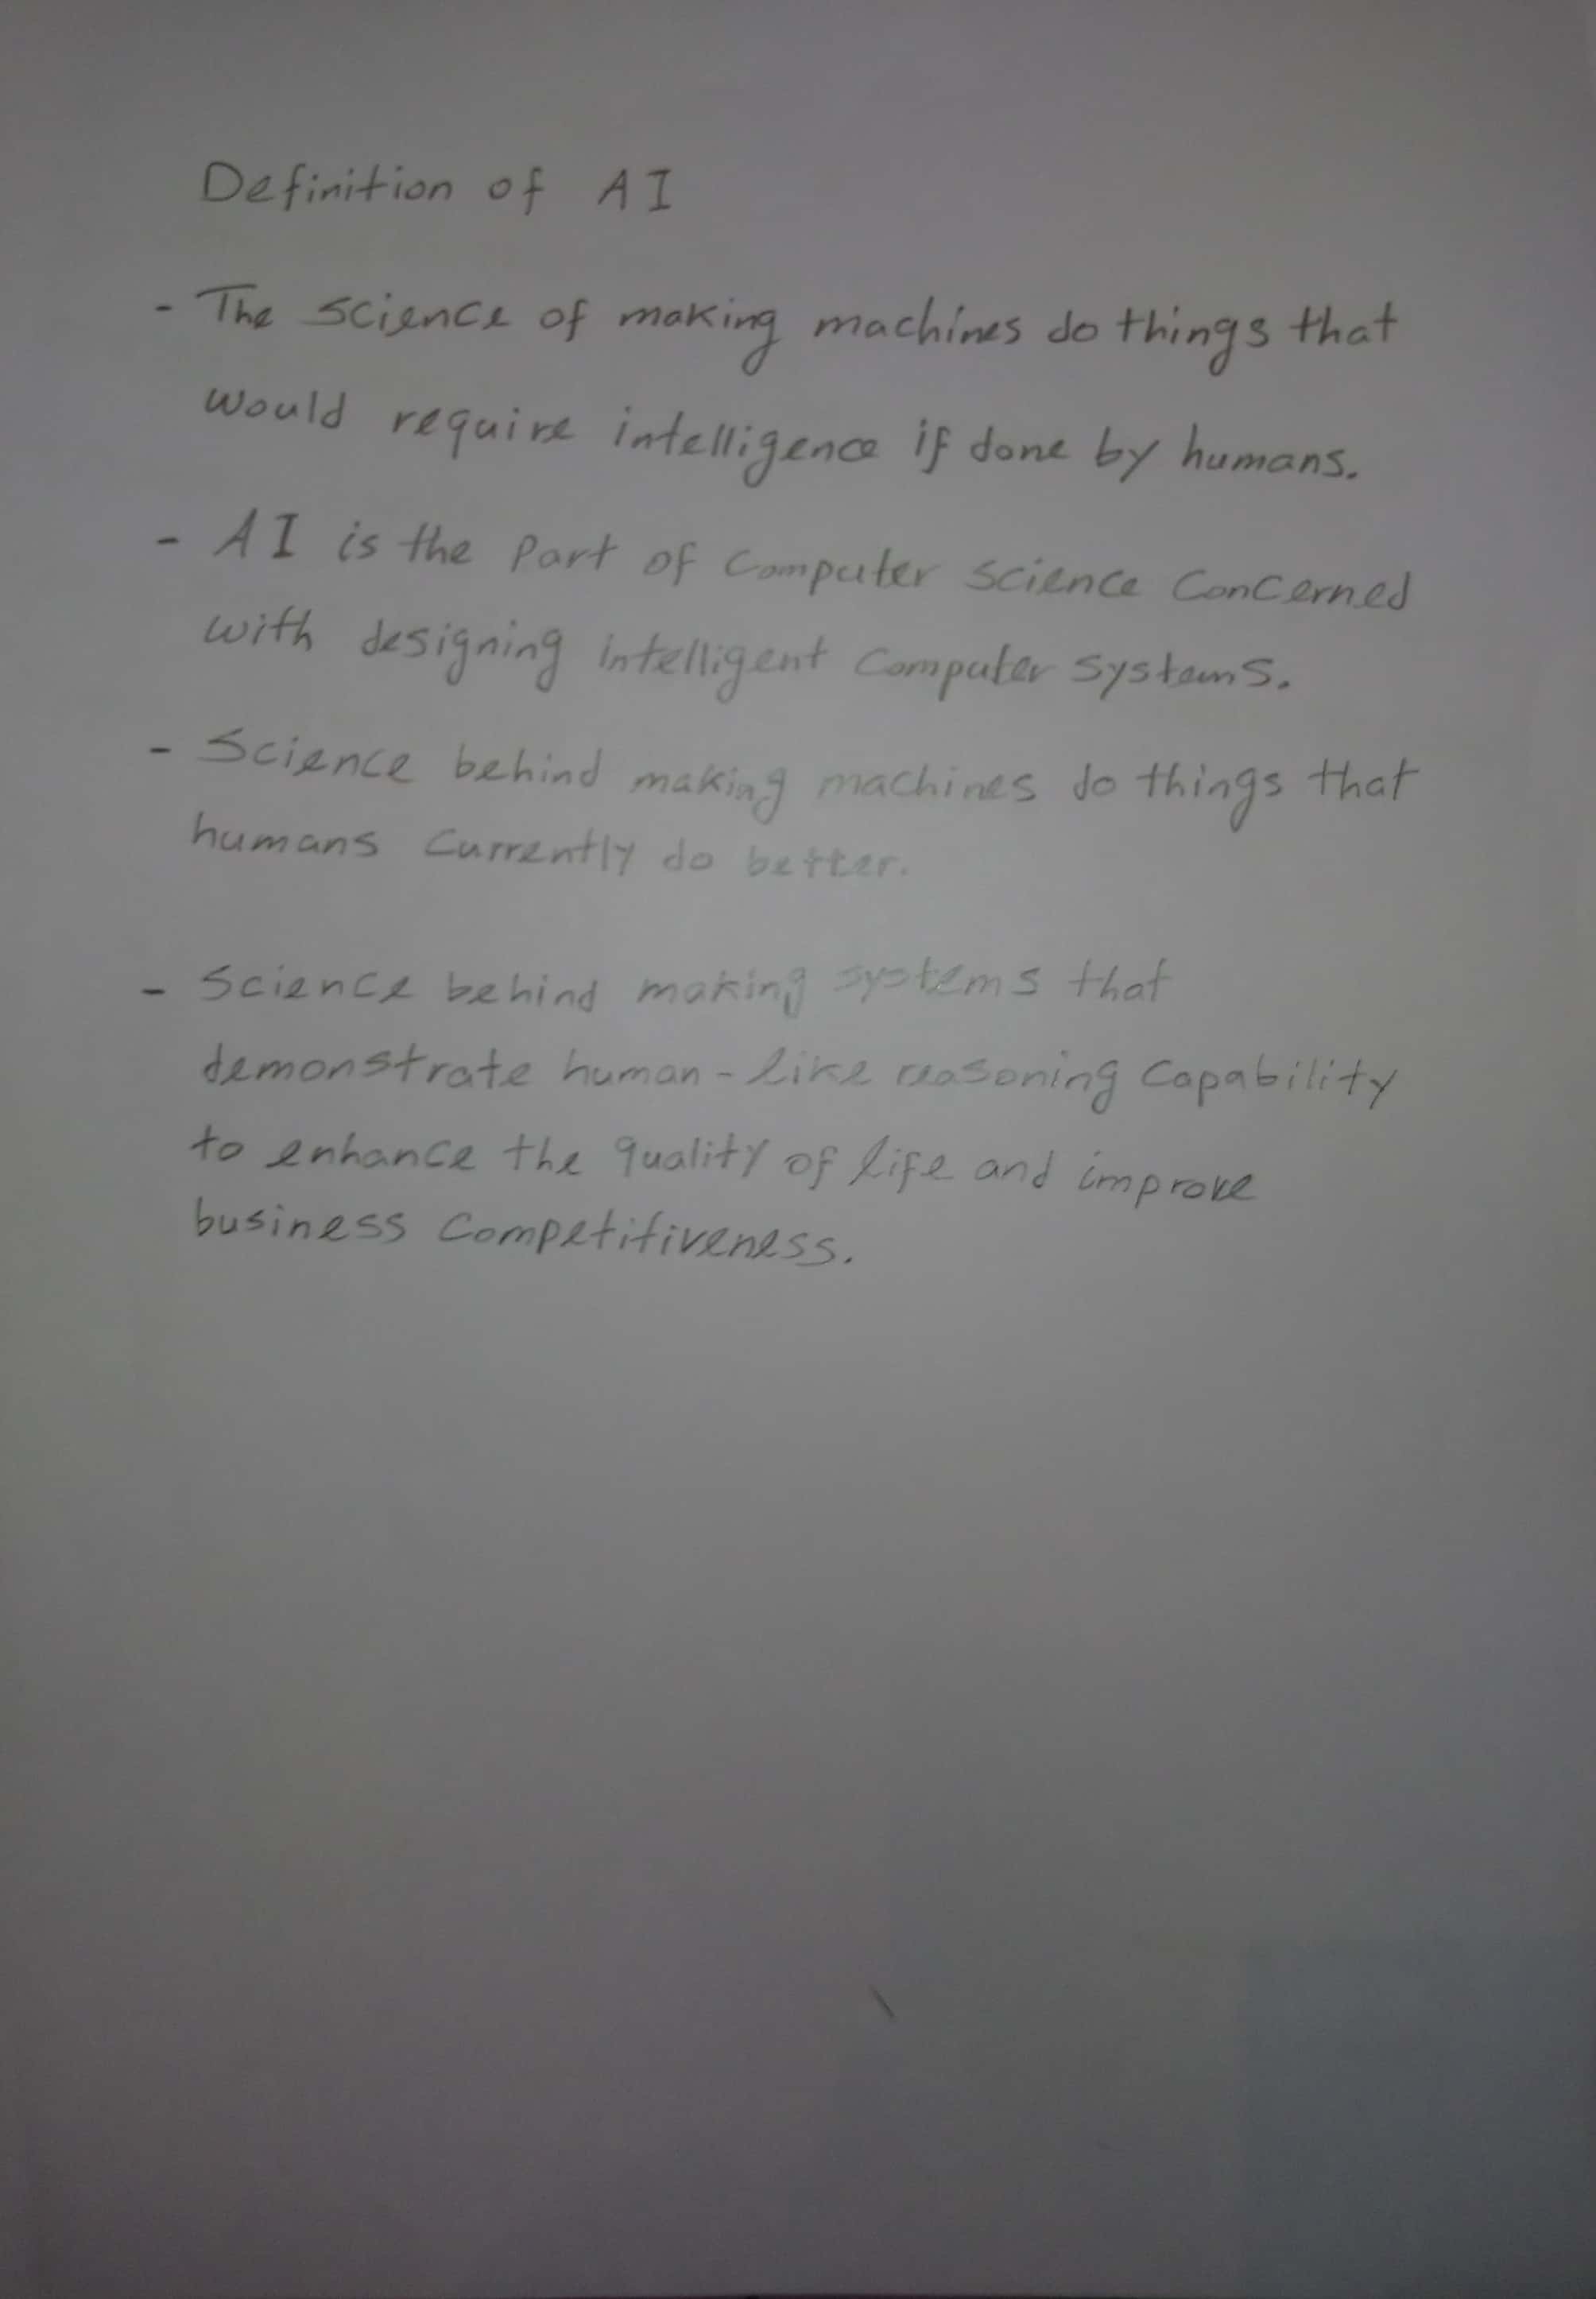 Definition of AI
- The science of making machines do things that
would require intelligence if done by humans.
- AI is the part of computer science concerned
with designing intelligent computer systems.
- Science behind making machines do things that
humans currently do better.
- Science behind making systems that
demonstrate human-like reasoning capability
to enhance the quality of life and improve
business competitiveness.